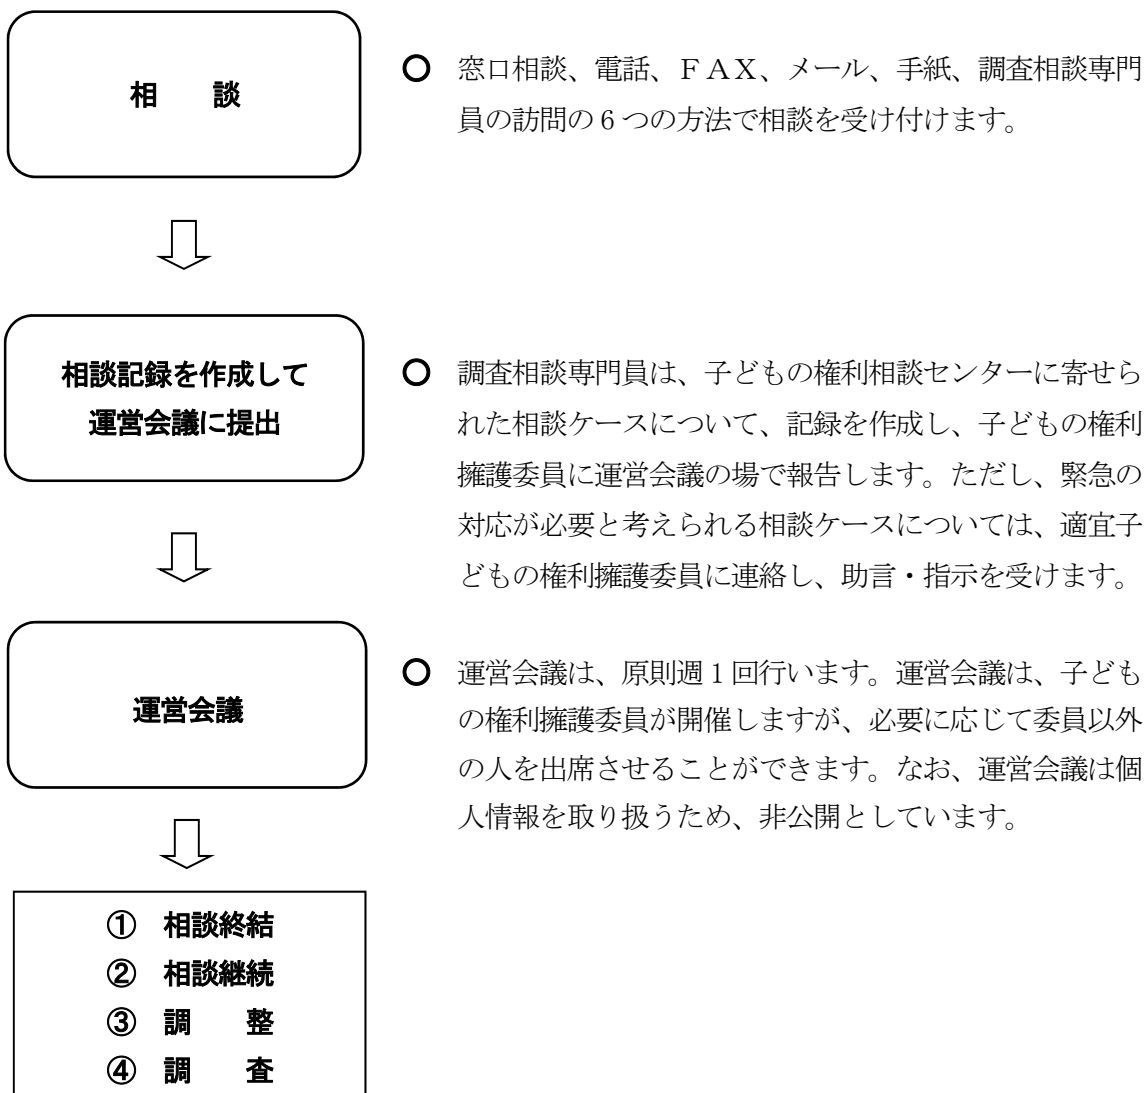 相　　談
〇 窓口相談、電話、ＦＡＸ、メール、手紙、調査相談専門
員の訪問の６つの方法で相談を受け付けます。
相談記録を作成して
運営会議に提出
〇 調査相談専門員は、子どもの権利相談センターに寄せら
れた相談ケースについて、記録を作成し、子どもの権利
擁護委員に運営会議の場で報告します。ただし、緊急の
対応が必要と考えられる相談ケースについては、適宜子
どもの権利擁護委員に連絡し、助言・指示を受けます。
運営会議
〇 運営会議は、原則週１回行います。運営会議は、子ども
の権利擁護委員が開催しますが、必要に応じて委員以外
の人を出席させることができます。なお、運営会議は個
人情報を取り扱うため、非公開としています。
①　相談終結
②　相談継続
③　調　　整
④　調　　査